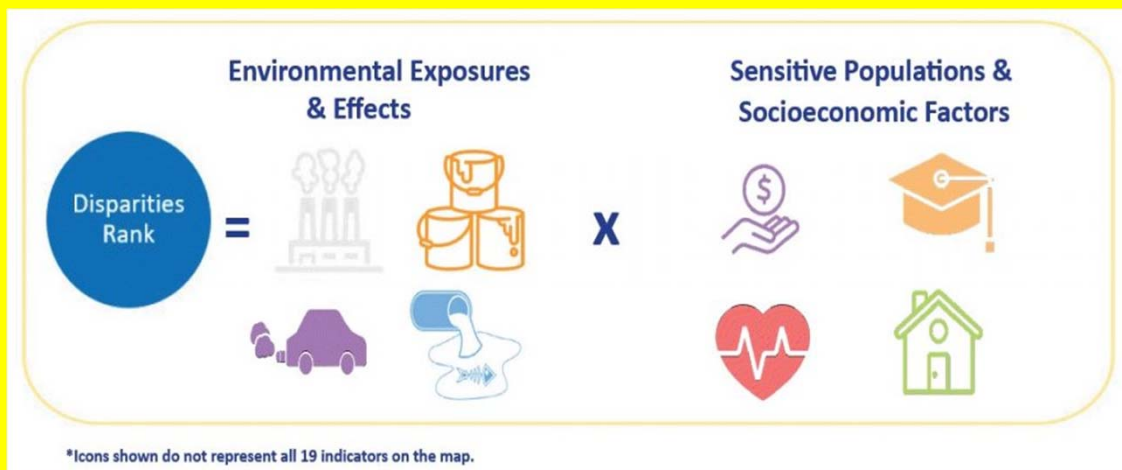 Environmental Exposures
& Effects
Sensitive Populations &
Socioeconomic Factors
Disparities
Rank
=
X
$
*Icons shown do not represent all 19 indicators on the map.